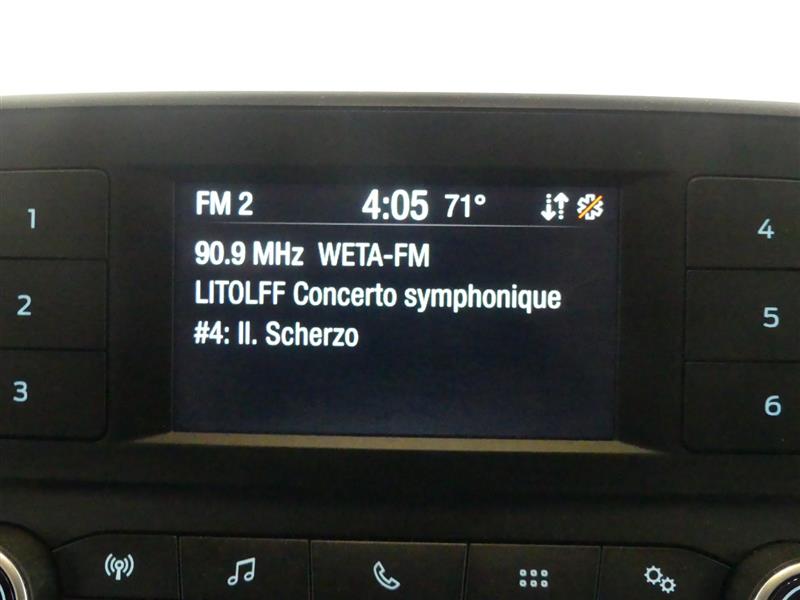 FM 2 4:05 71°
90.9 MHz WETA-FM
LITOLFF Concerto symphonique
#4: II. Scherzo
1
2
3
4
5
6